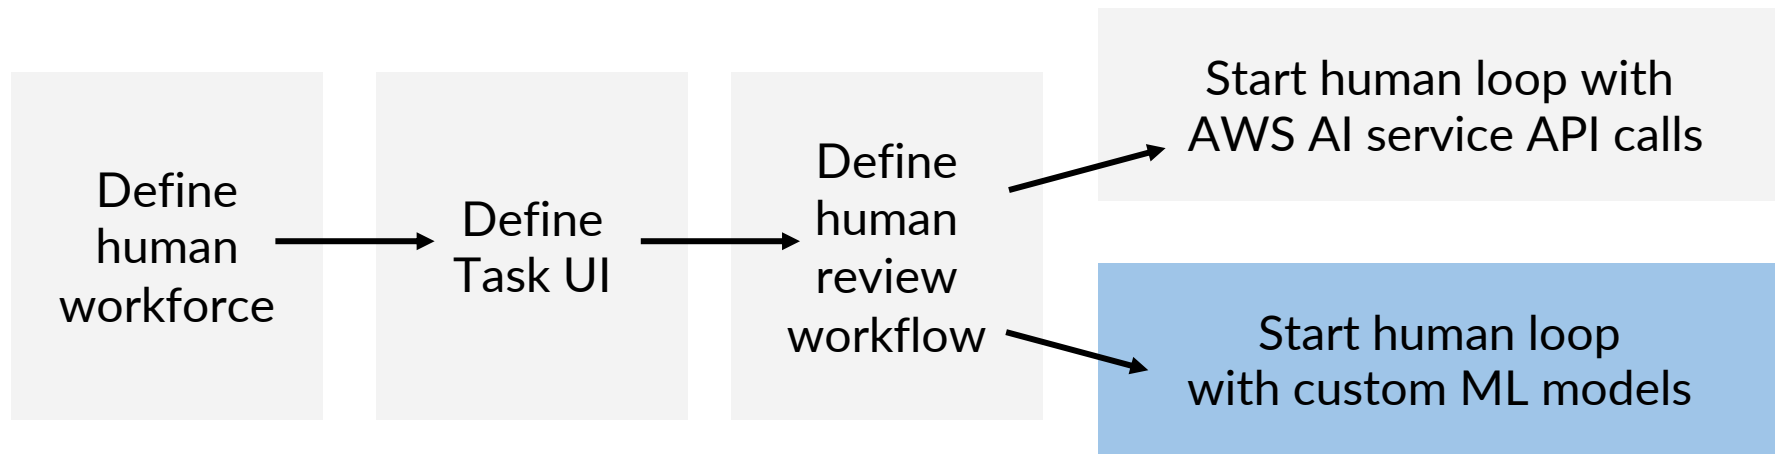 Define
human
workforce
Define
Task UI
Define
human
review
workflow
Start human loop with
AWS AI service API calls
Start human loop
with custom ML models